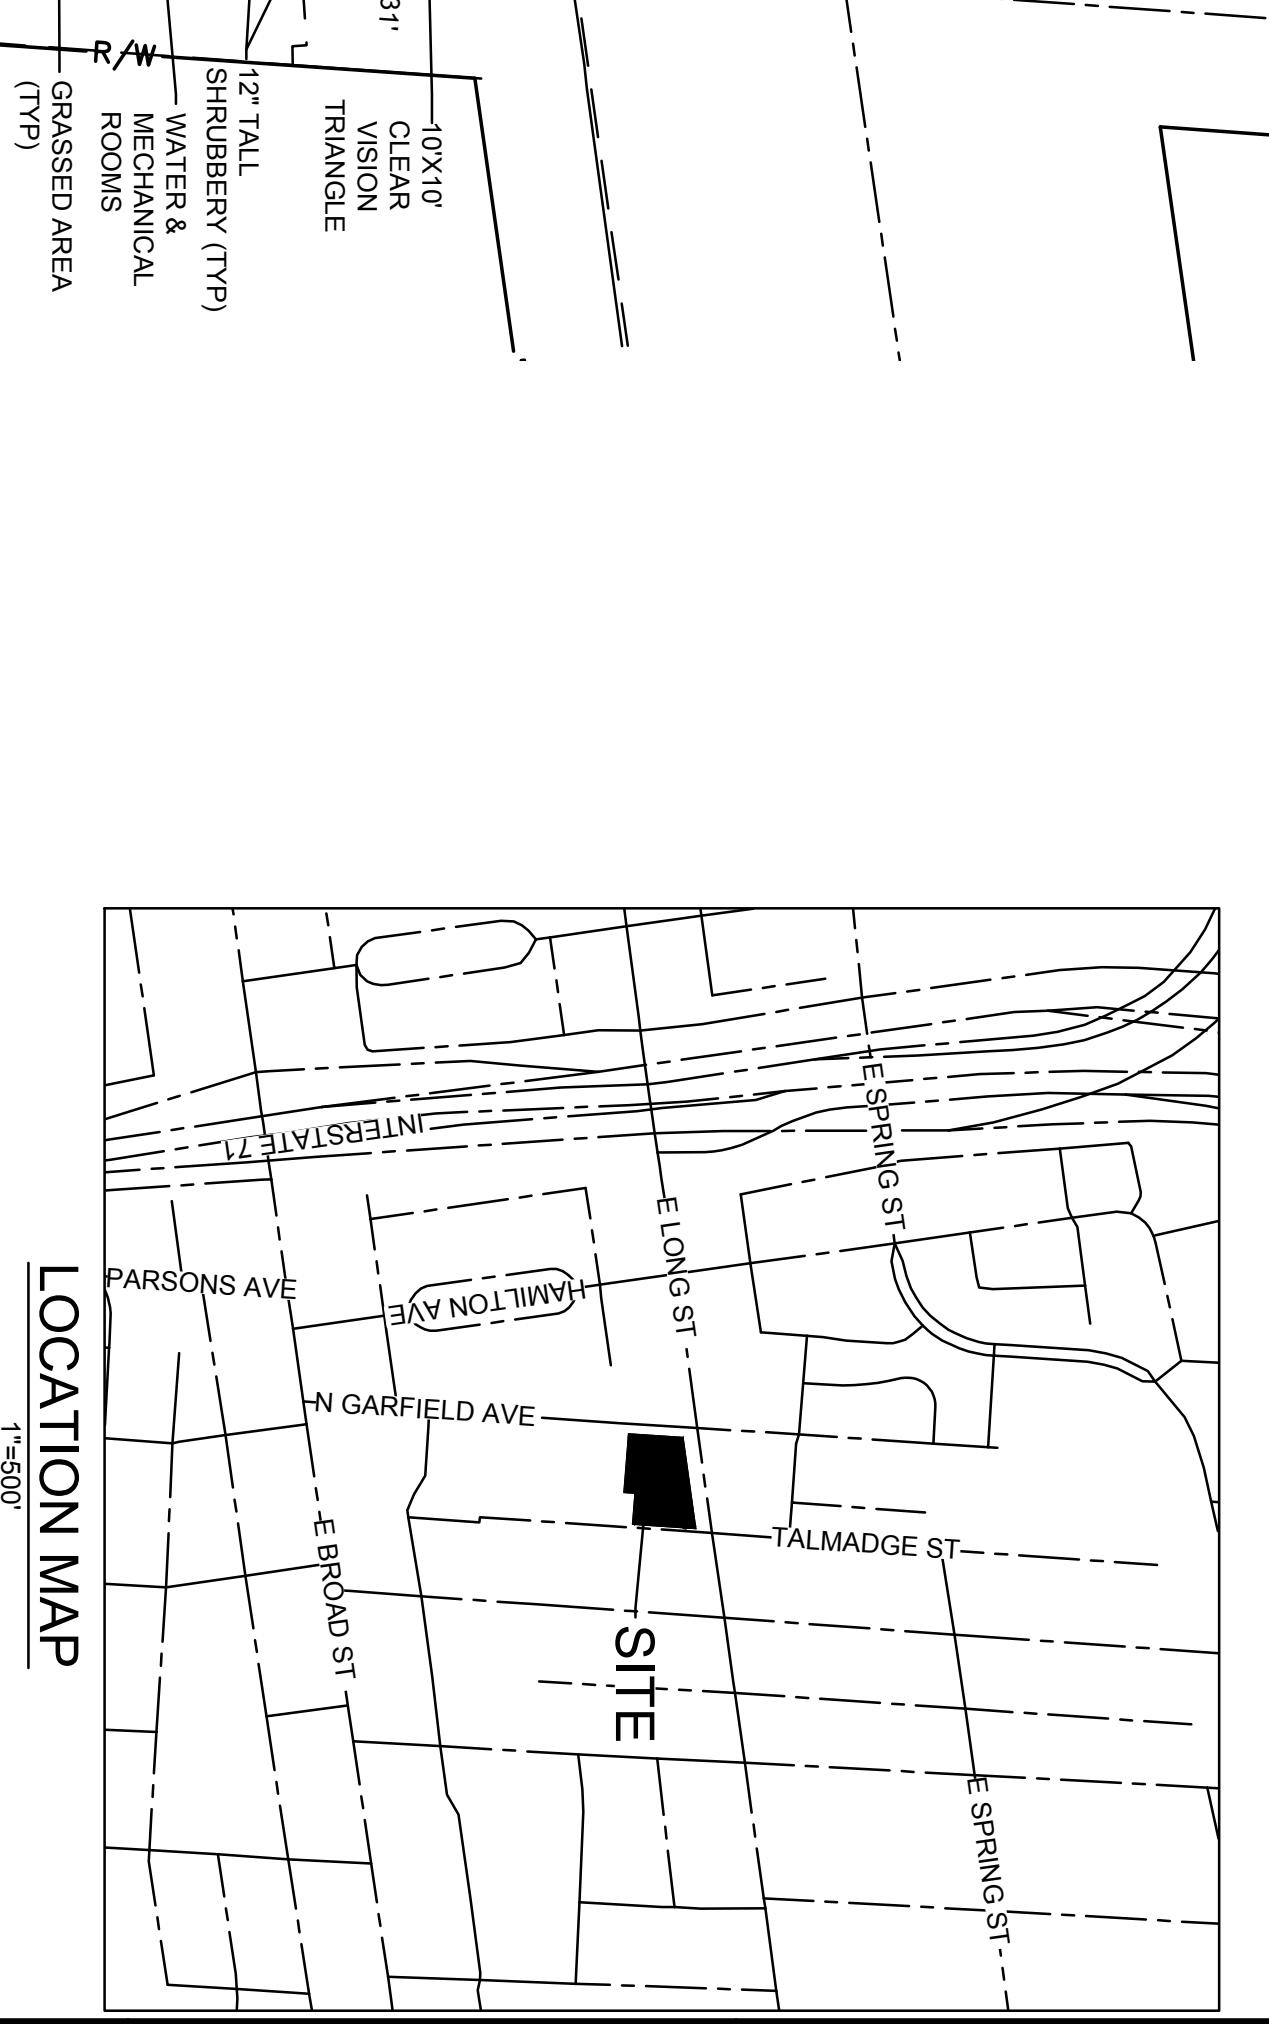 31'
10'X10'
CLEAR
VISION
TRIANGLE
12" TALL
SHRUBBERY (TYP)
WATER &
MECHANICAL
ROOMS
GRASSED AREA
(TYP)
R/W
E SPRING ST
E LONG ST
INTERSTATE 71
HAMILTON AVE
PARSONS AVE
N GARFIELD AVE
TALMADGE ST
E BROAD ST
SITE
E SPRING ST
LOCATION MAP
1"=500'